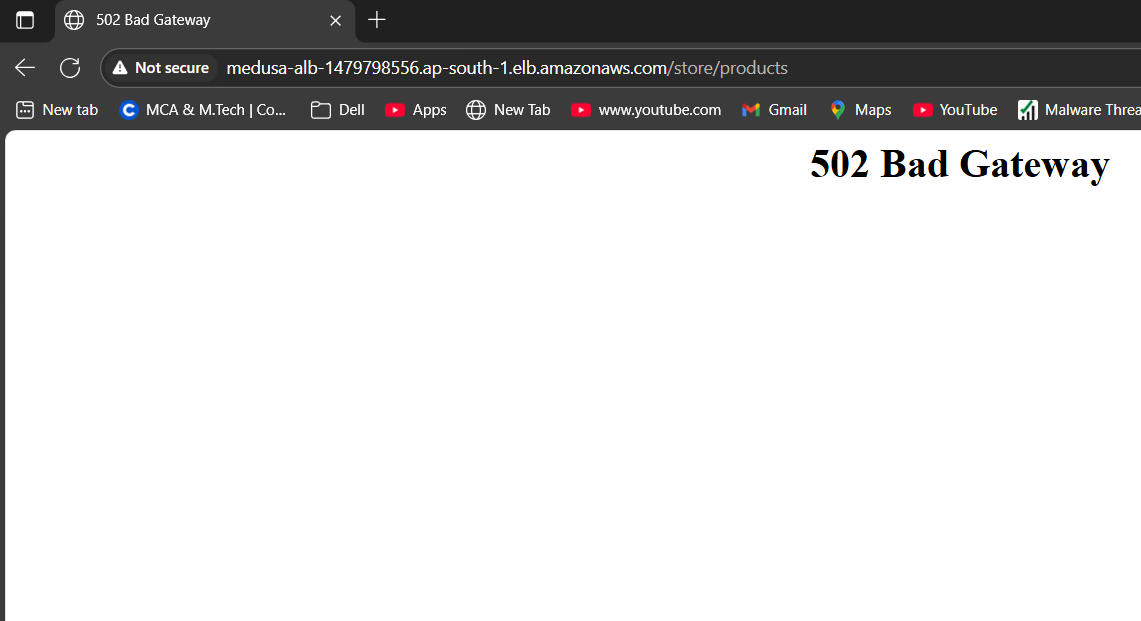 502 Bad Gateway
Not secure medusa-alb-1479798556.ap-south-1.elb.amazonaws.com/store/products
New tab MCA & M.Tech | Co... Dell Apps New Tab www.youtube.com Gmail Maps YouTube Malware Threa
502 Bad Gateway